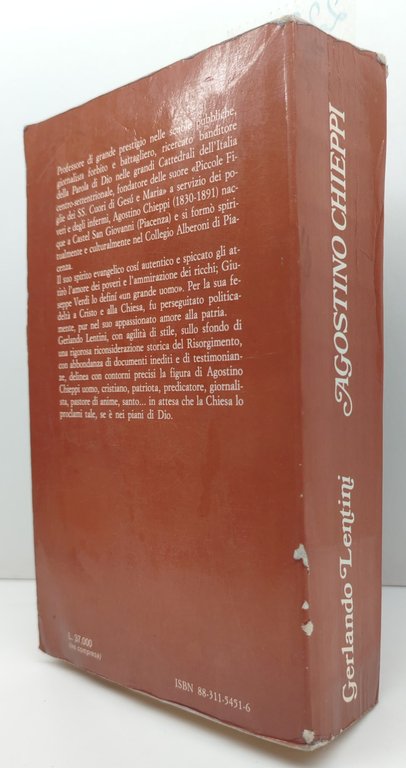 Professore di grande prestigio nelle scuole pubbliche,
giornalista forbito e battagliero, ricercato banditore
della Parola di Dio nelle grandi Cattedrali dell'Italia
centro-settentrionale, fondatore delle suore «Piccole Fi-
glie dei SS. Cuori di Gesú e Maria» a servizio dei po-
veri e degli infermi, Agostino Chieppi (1830-1891) nac-
que a Castel San Giovanni (Piacenza) e si formò spiri-
tualmente e culturalmente nel Collegio Alberoni di Pia-
cenza.
Il suo spirito evangelico cosí autentico e spiccato gli at-
tirò l'amore dei poveri e l'ammirazione dei ricchi; Giu-
seppe Verdi lo definí «un grande uomo». Per la sua fe-
deltà a Cristo e alla Chiesa, fu perseguitato politica-
mente, pur nel suo appassionato amore alla patria.
Gerlando Lentini, con agilità di stile, sullo sfondo di
una rigorosa riconsiderazione storica del Risorgimento,
con abbondanza di documenti inediti e di testimonian-
ze, delinea con contorni precisi la figura di Agostino
Chieppi uomo, cristiano, patriota, predicatore, giornali-
sta, pastore di anime, santo... in attesa che la Chiesa lo
proclami tale, se è nei piani di Dio.
L. 37.000
(iva compresa)
ISBN 88-311-5451-6
Gerlando Lentini AGOSTINO CHIEPPI